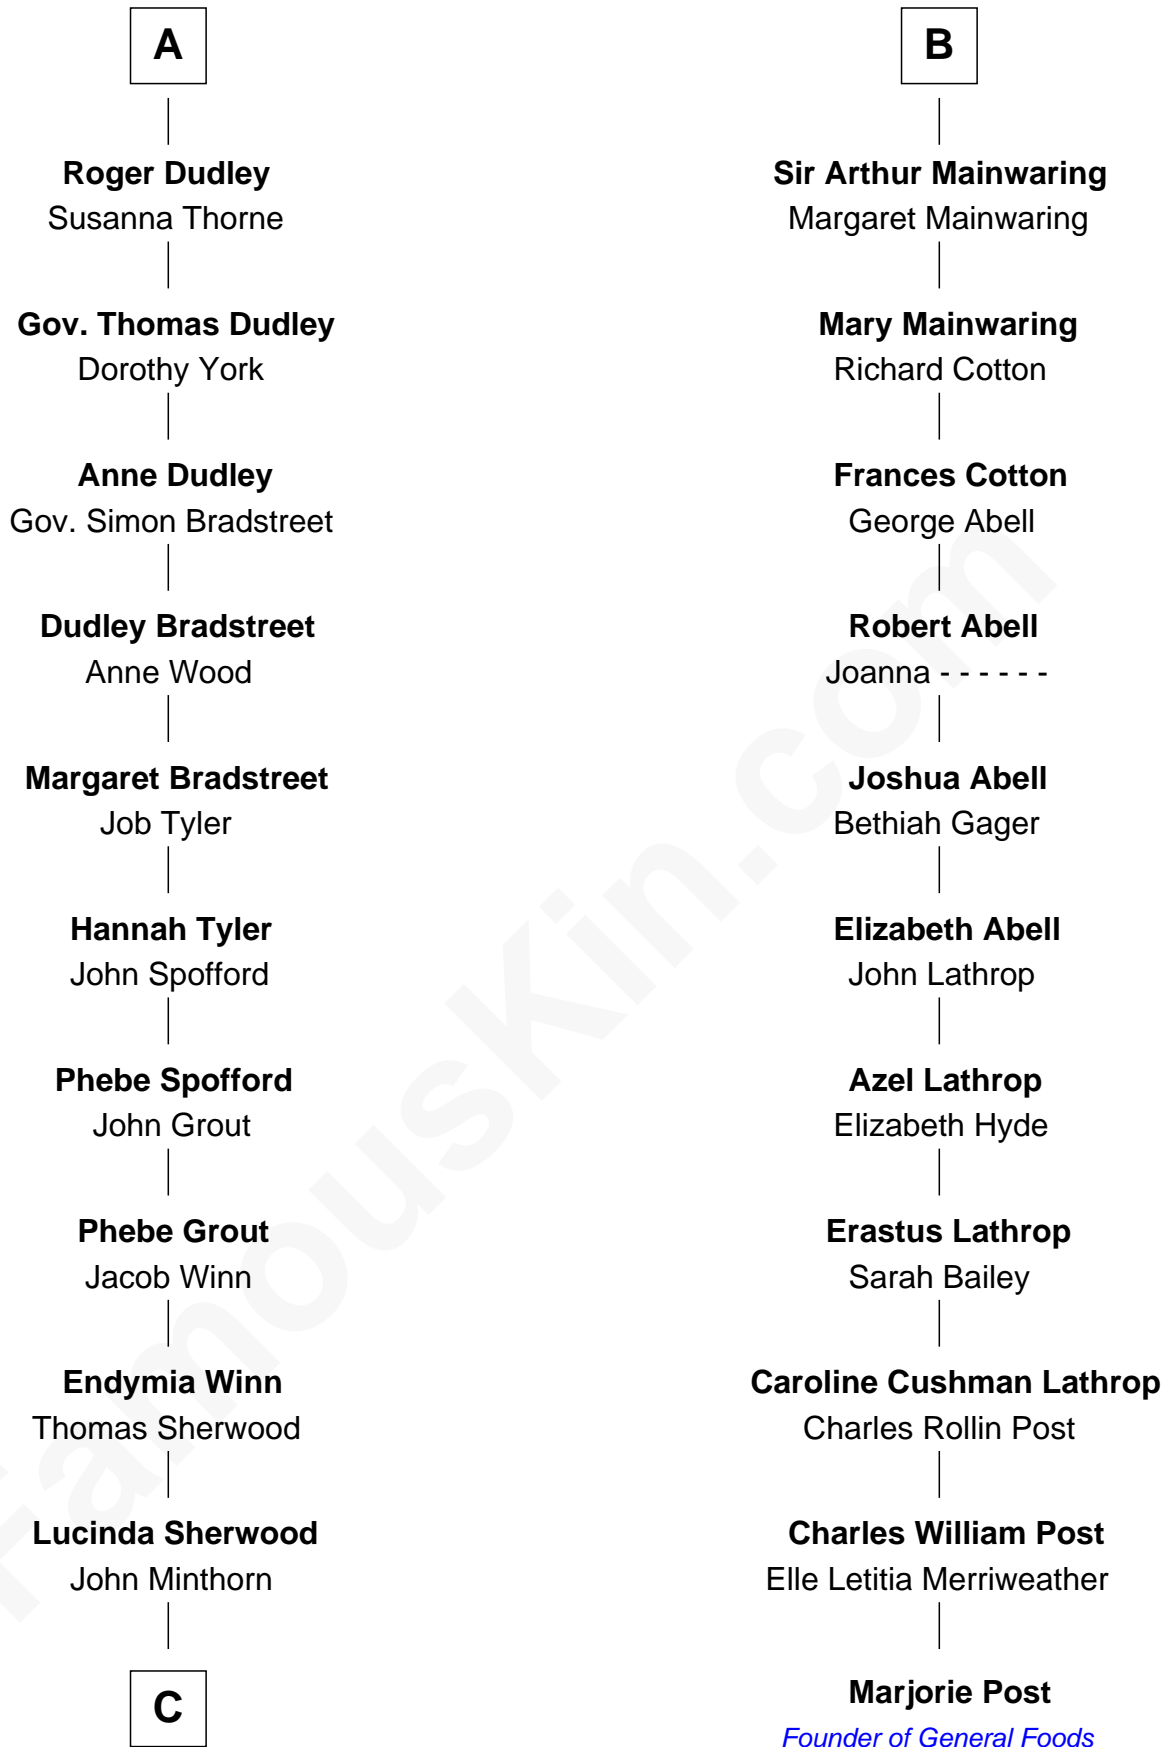 A
Roger Dudley
Susanna Thorne
Gov. Thomas Dudley
Dorothy York
Anne Dudley
Gov. Simon Bradstreet
Dudley Bradstreet
Anne Wood
Margaret Bradstreet
Job Tyler
Hannah Tyler
John Spofford
Phebe Spofford
John Grout
Phebe Grout
Jacob Winn
Endymia Winn
Thomas Sherwood
Lucinda Sherwood
John Minthorn
C
B
Sir Arthur Mainwaring
Margaret Mainwaring
Mary Mainwaring
Richard Cotton
Frances Cotton
George Abell
Robert Abell
Joanna - - - - - -
Joshua Abell
Bethiah Gager
Elizabeth Abell
John Lathrop
Azel Lathrop
Elizabeth Hyde
Erastus Lathrop
Sarah Bailey
Caroline Cushman Lathrop
Charles Rollin Post
Charles William Post
Elle Letitia Merriweather
Marjorie Post
Founder of General Foods
FamousKin.com